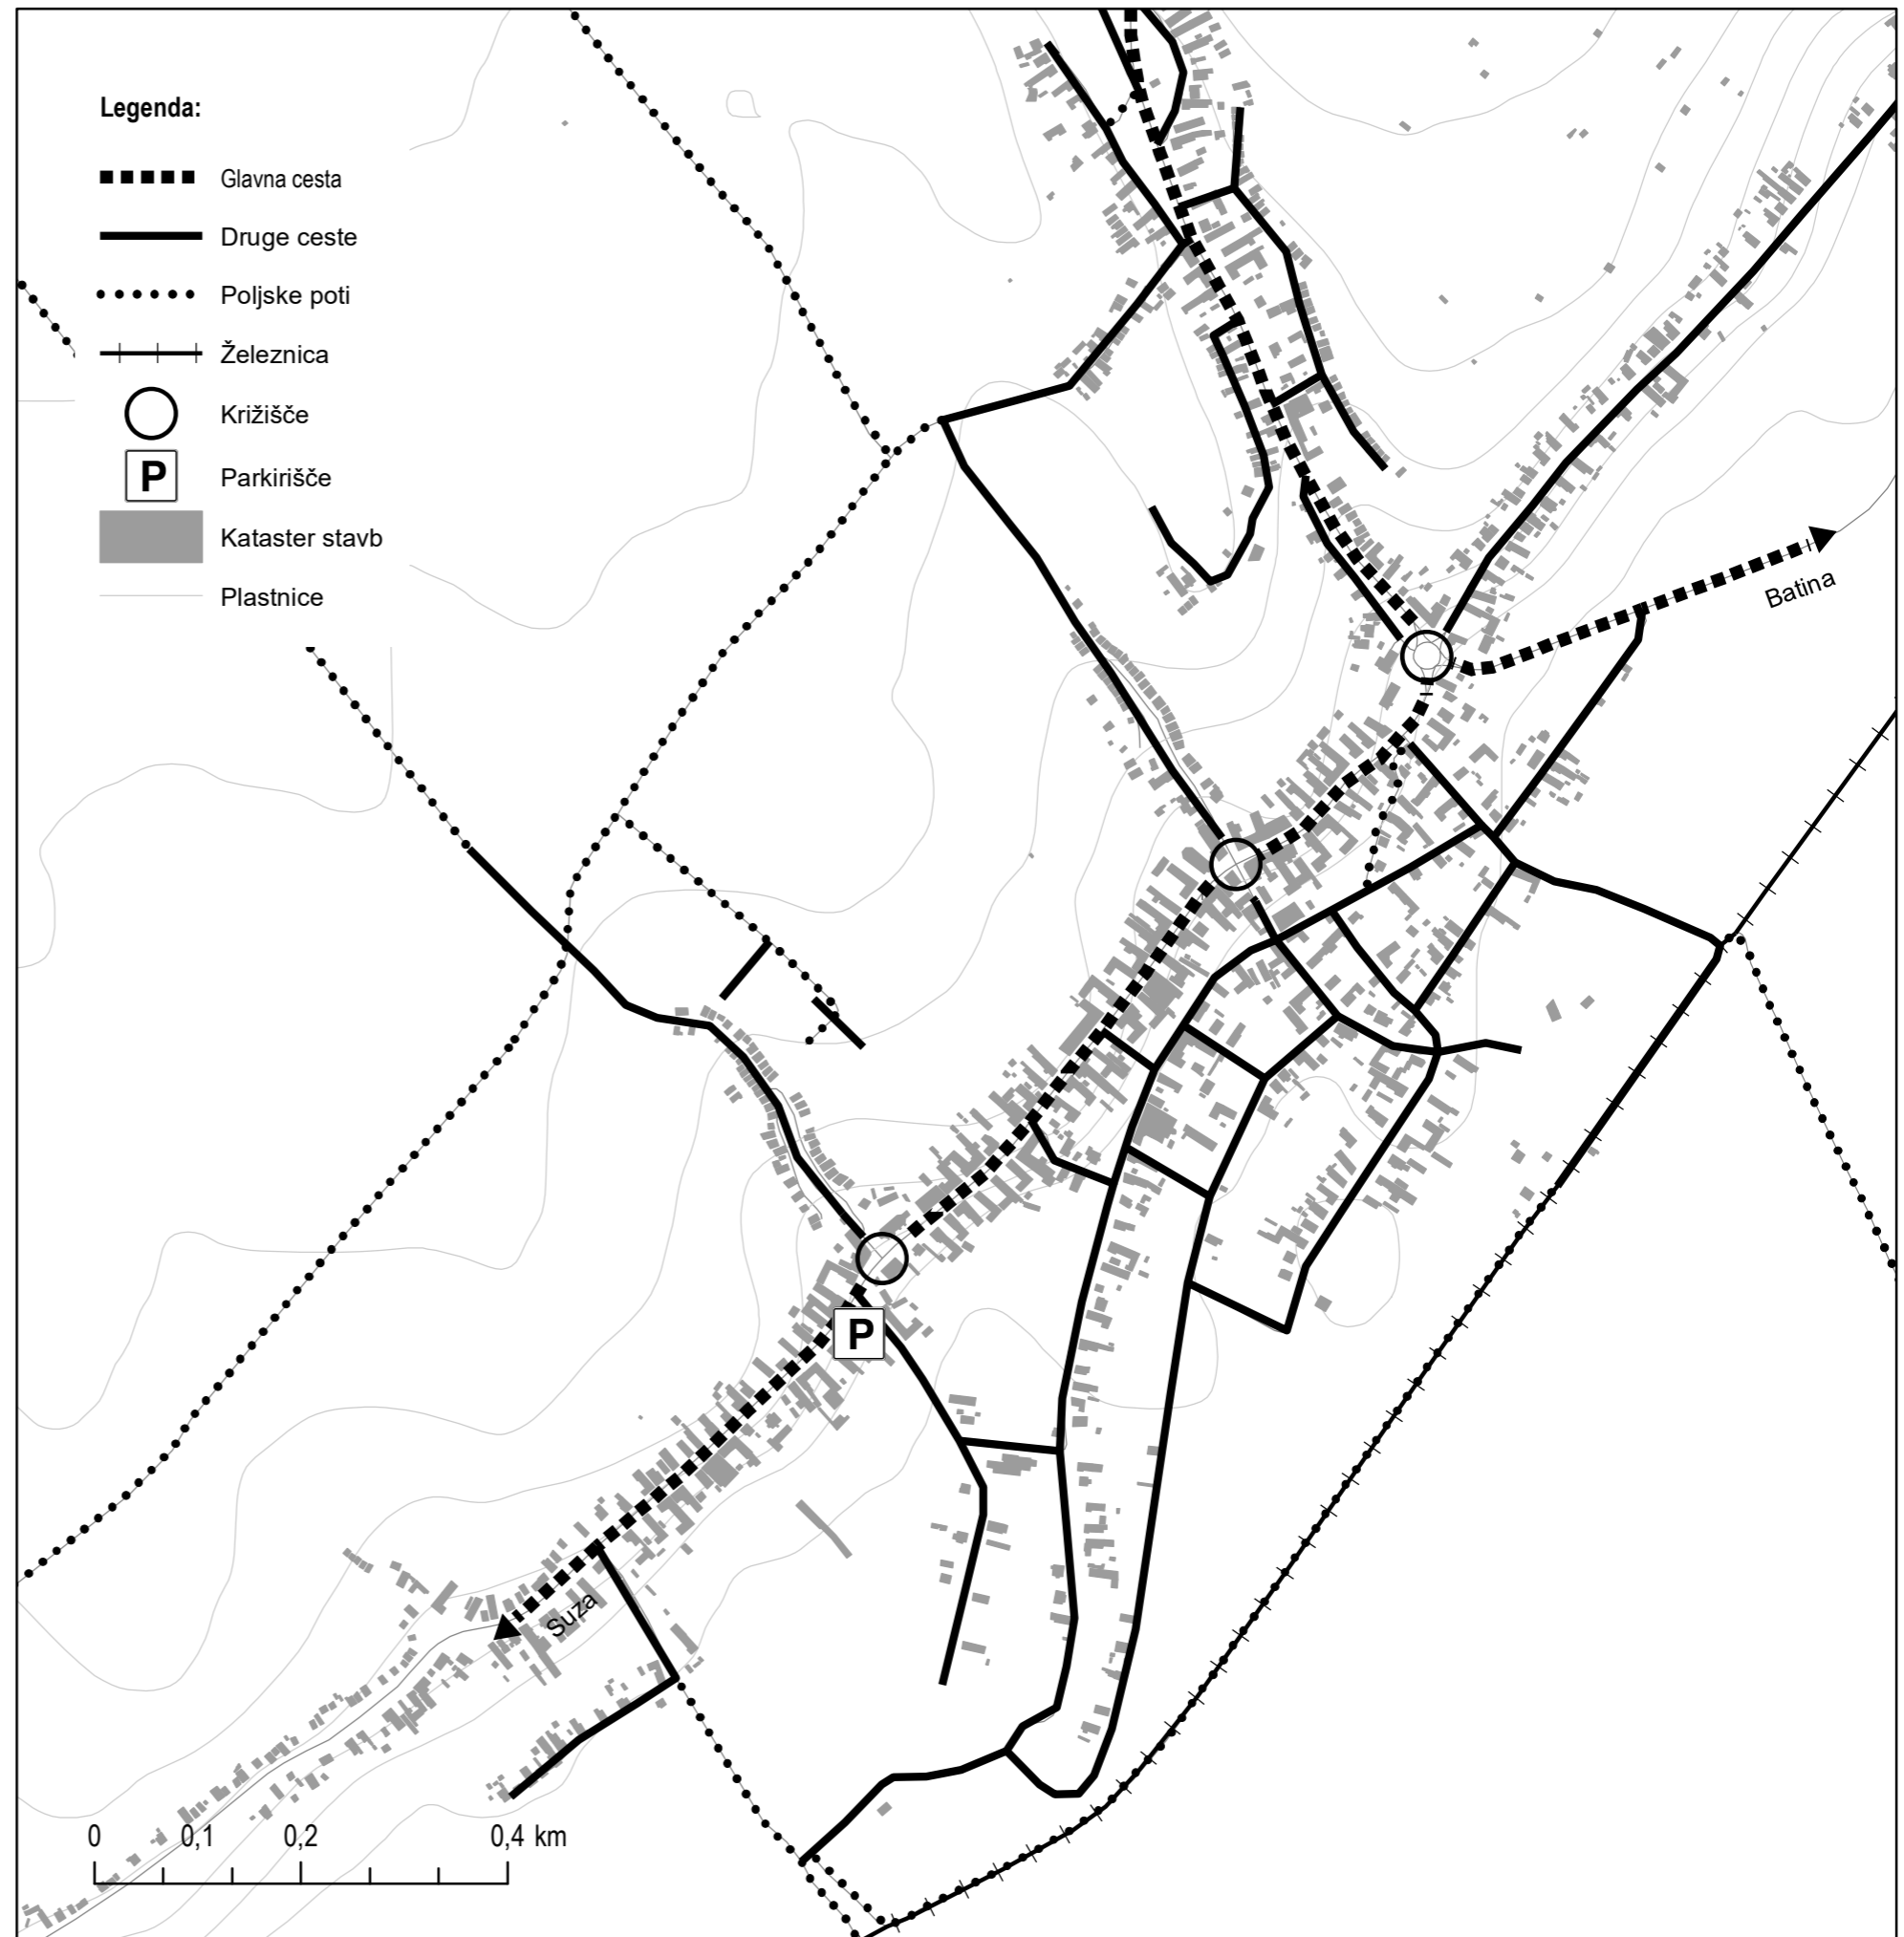 Legenda:
Glavna cesta
Druge ceste
Poljske poti
Železnica
Križišče
P Parkirišče
Kataster stavb
Plastnice
Batina
P
Suza
0 0,1 0,2 0,4 km